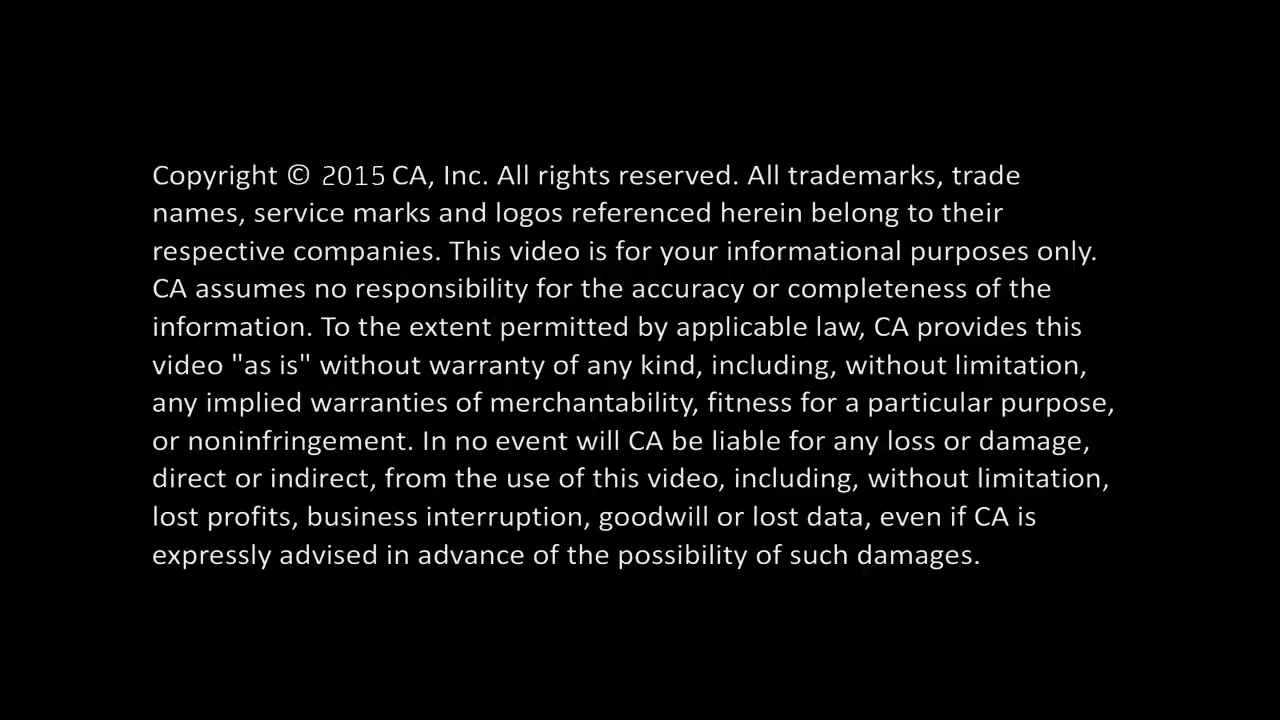 Copyright © 2015 CA, Inc. All rights reserved. All trademarks, trade
names, service marks and logos referenced herein belong to their
respective companies. This video is for your informational purposes only.
CA assumes no responsibility for the accuracy or completeness of the
information. To the extent permitted by applicable law, CA provides this
video "as is" without warranty of any kind, including, without limitation,
any implied warranties of merchantability, fitness for a particular purpose,
or noninfringement. In no event will CA be liable for any loss or damage,
direct or indirect, from the use of this video, including, without limitation,
lost profits, business interruption, goodwill or lost data, even if CA is
expressly advised in advance of the possibility of such damages.